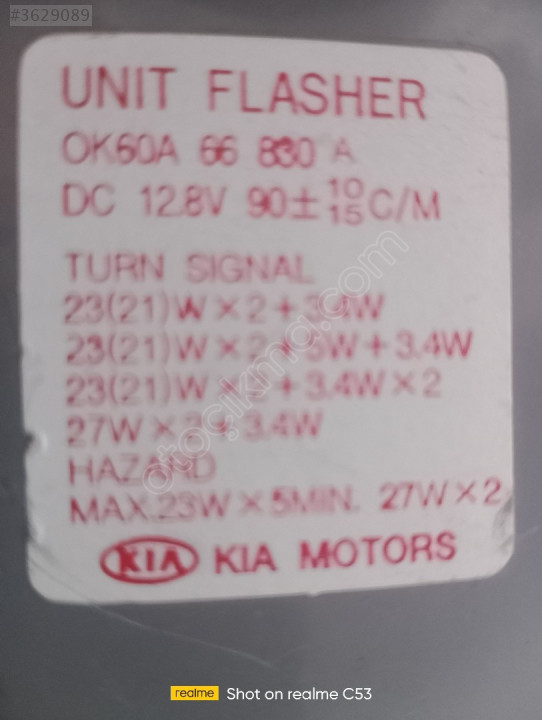 #3629089
UNIT FLASHER
OK60A 66 830 A
DC 12.8V 90± 10 15 C/M
TURN SIGNAL
23(21)W×2+3.4W
23(21)W×2+5W+3.4W
23(21)W×2+3.4W×2
27W×2+3.4W
HAZARD
MAX.23W×5MIN. 27W×2
KIA KIA MOTORS
otocikma.com
realme Shot on realme C53